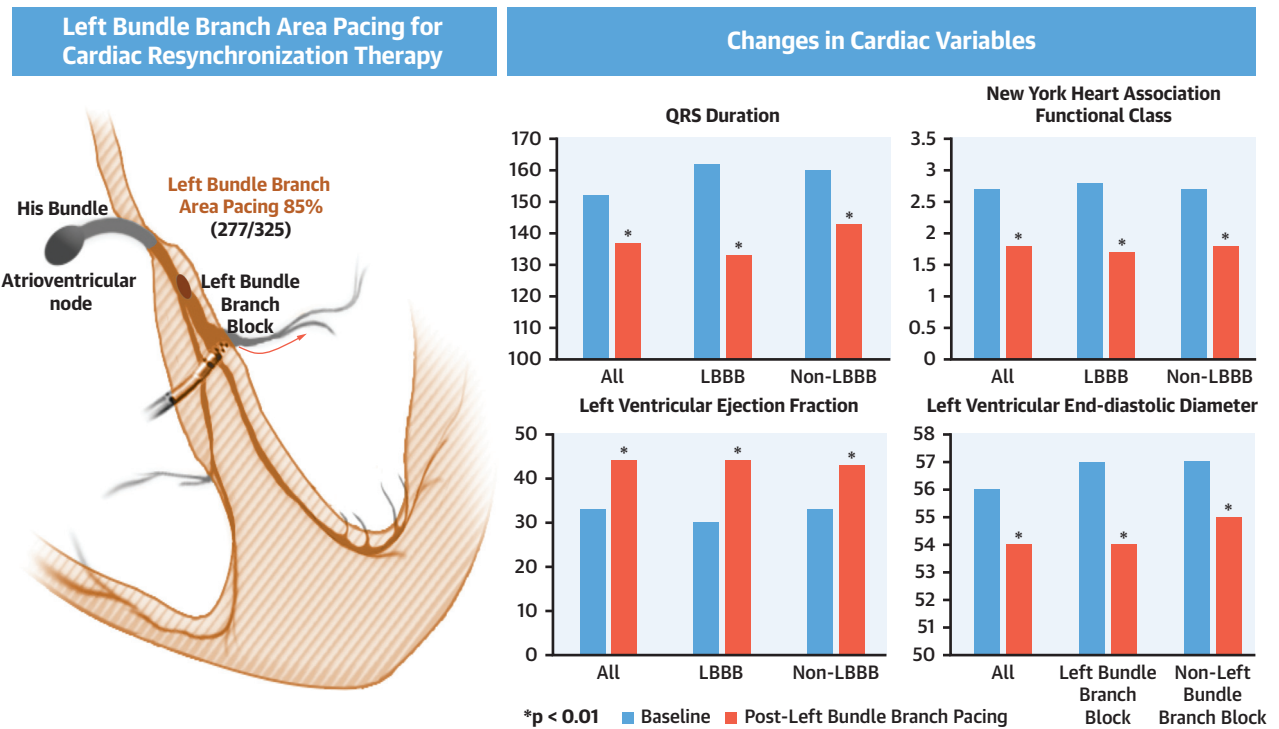 Left Bundle Branch Area Pacing for
Cardiac Resynchronization Therapy
Left Bundle Branch
Area Pacing 85%
(277/325)
His Bundle
Atrioventricular
node
Left Bundle
Branch
Block
Changes in Cardiac Variables
QRS Duration
170
160
150
140
130
120
110
100
*
*
*
All
LBBB
Non-LBBB
New York Heart Association
Functional Class
3.5
3
2.5
2
1.5
1
0.5
0
*
*
*
All
LBBB
Non-LBBB
Left Ventricular Ejection Fraction
50
40
30
20
10
0
*
*
*
All
LBBB
Non-LBBB
Left Ventricular End-diastolic Diameter
58
57
56
55
54
53
52
51
50
*
*
*
All
Left Bundle
Branch
Block
Non-Left
Bundle
Branch Block
*p < 0.01
Baseline
Post-Left Bundle Branch Pacing